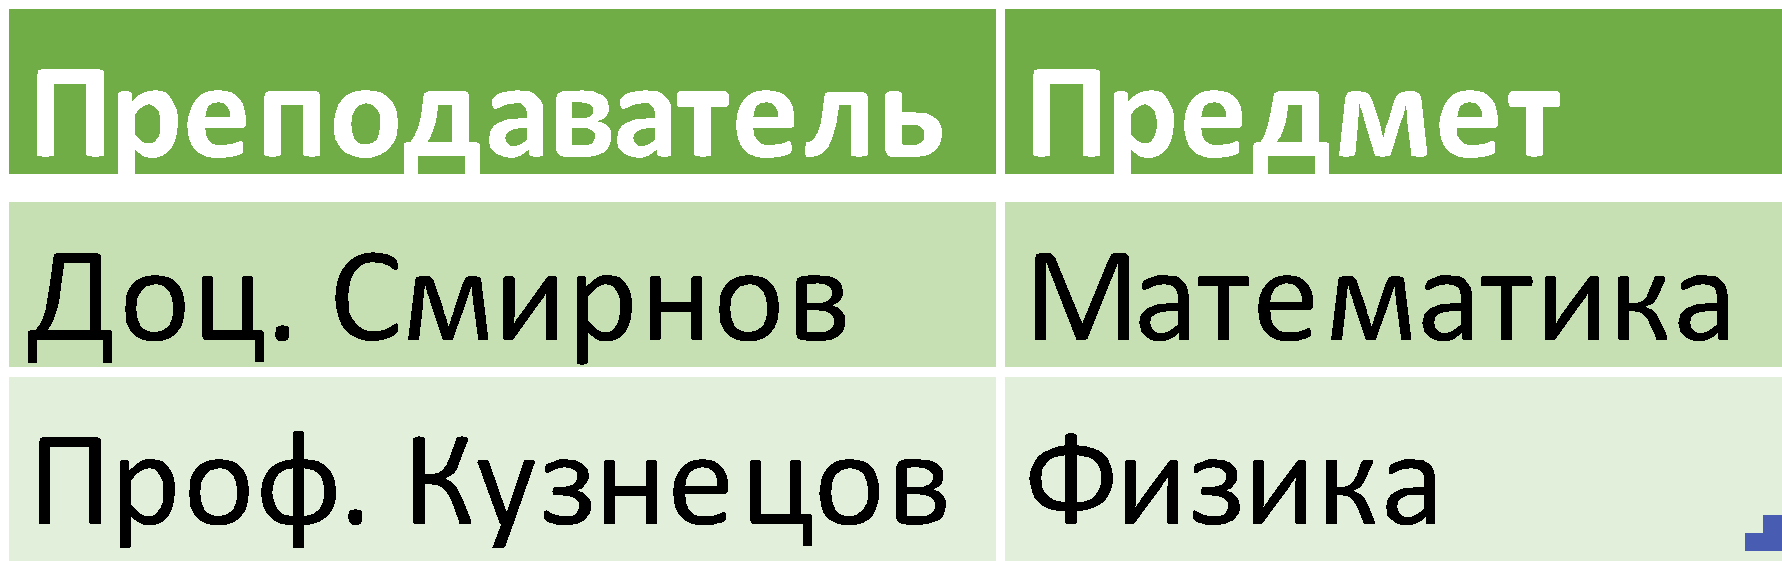 Преподаватель Предмет
Доц. Смирнов Математика
Проф. Кузнецов Физика